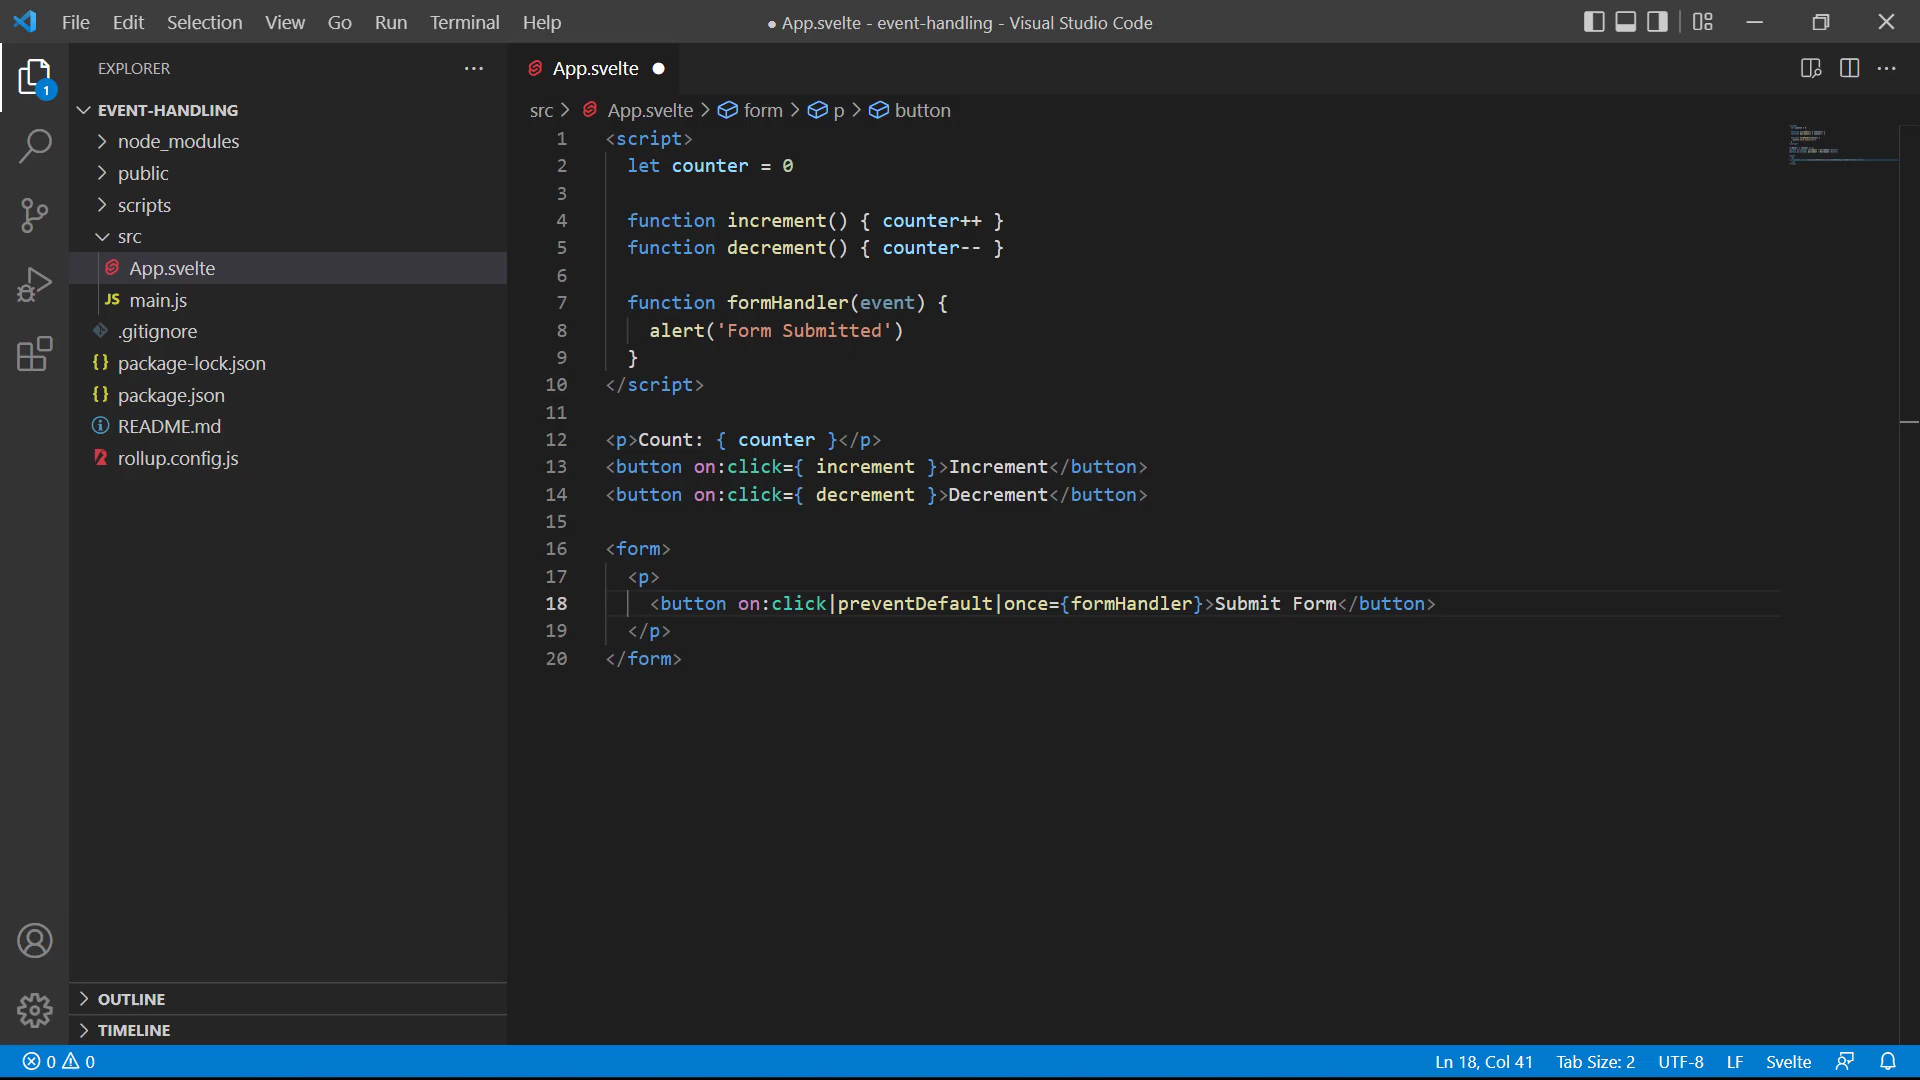 File Edit Selection View Go Run Terminal Help
● App.svelte - event-handling - Visual Studio Code
EXPLORER
1
EVENT-HANDLING
node_modules
public
scripts
src
App.svelte
JS main.js
.gitignore
{} package-lock.json
{} package.json
README.md
rollup.config.js
OUTLINE
TIMELINE
App.svelte
src > App.svelte > form > p > button
1 <script>
2 let counter = 0
3
4 function increment() { counter++ }
5 function decrement() { counter-- }
6
7 function formHandler(event) {
8 alert('Form Submitted')
9 }
10 </script>
11
12 <p>Count: { counter }</p>
13 <button on:click={ increment }>Increment</button>
14 <button on:click={ decrement }>Decrement</button>
15
16 <form>
17 <p>
18 <button on:click|preventDefault|once={formHandler}>Submit Form</button>
19 </p>
20 </form>
0 0
Ln 18, Col 41 Tab Size: 2 UTF-8 LF Svelte